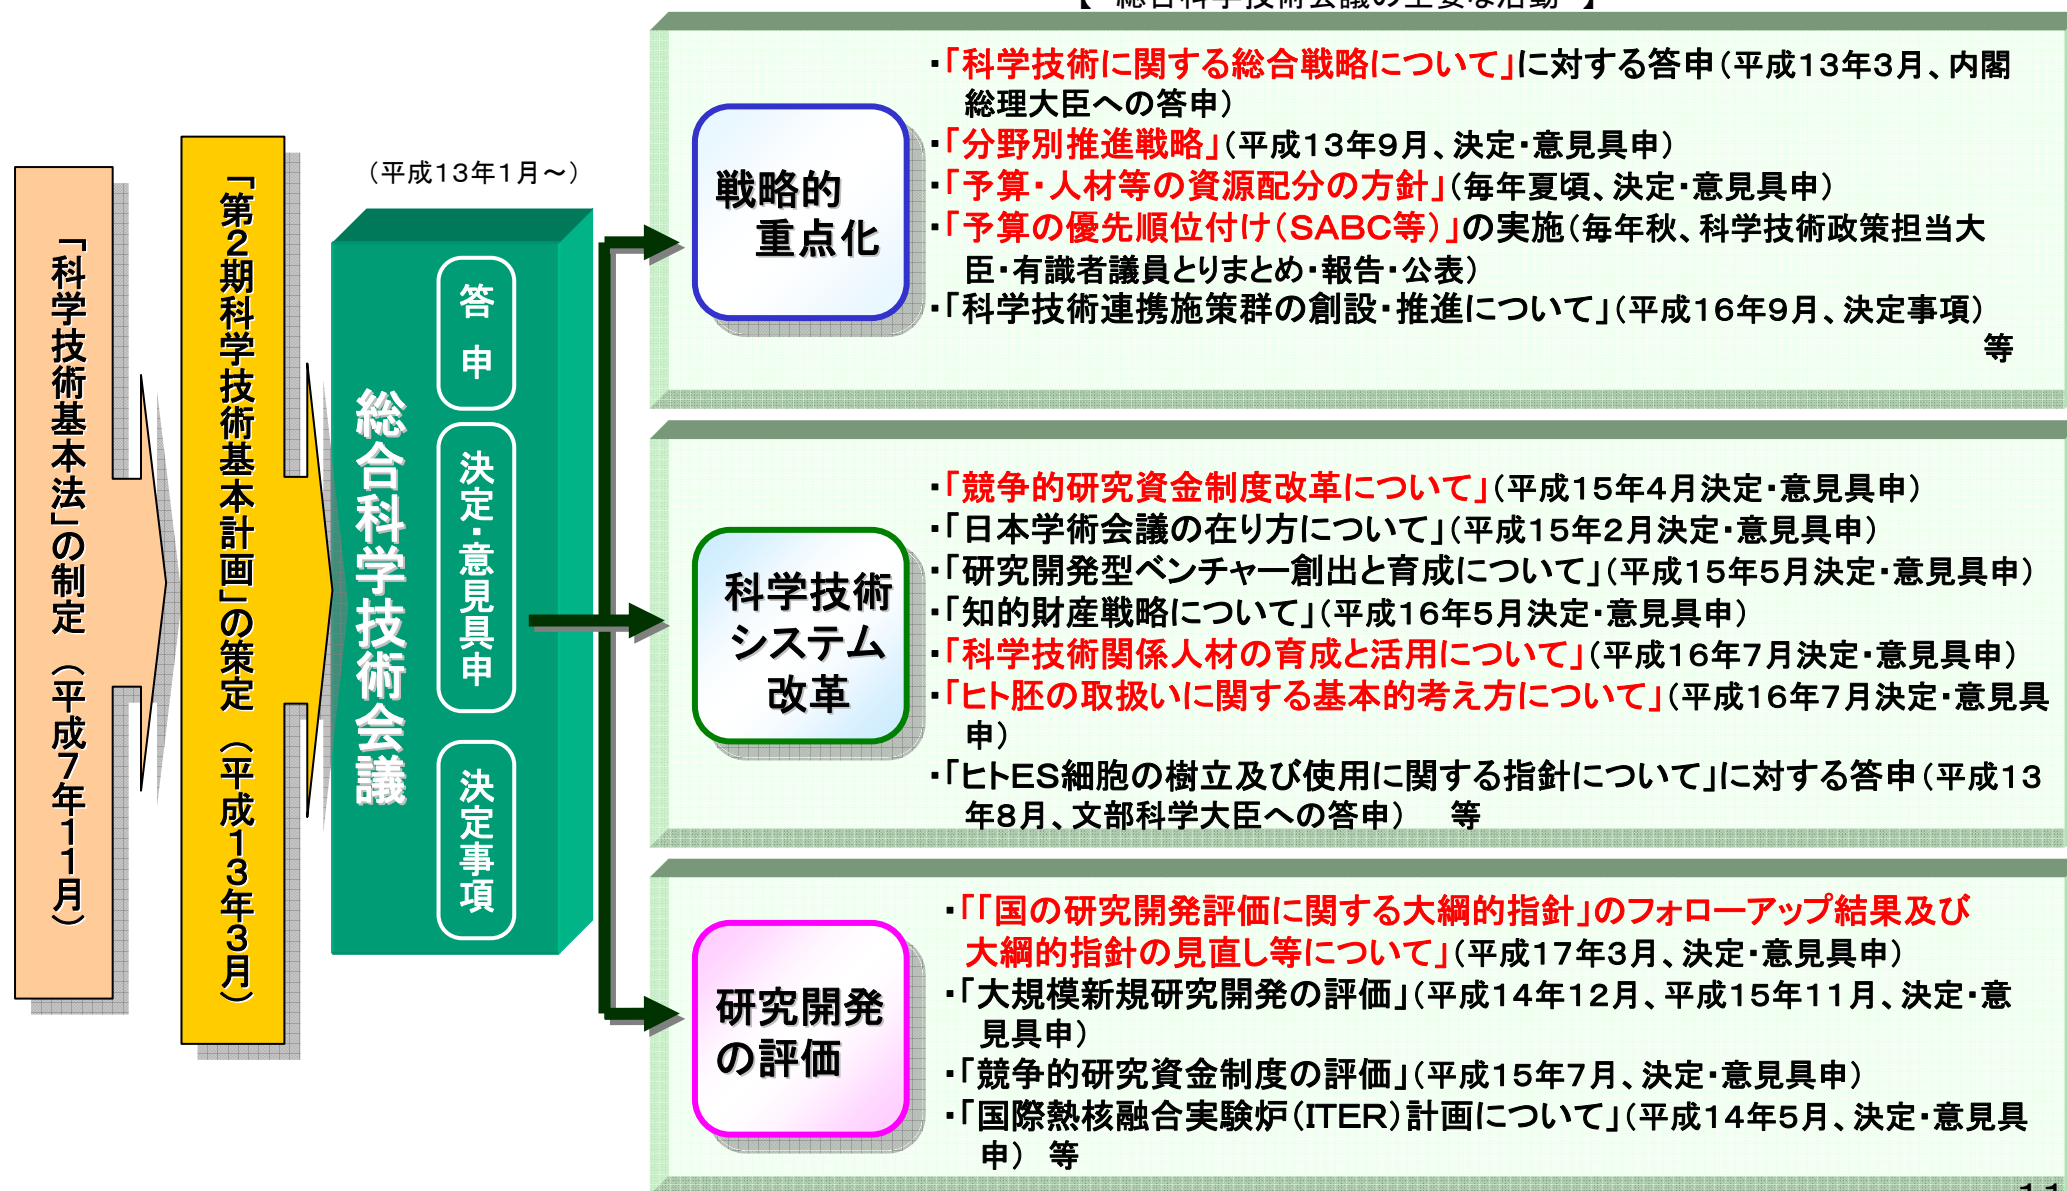 【　総合科学技術会議の主要な活動　】
「科学技術基本法」の制定　（平成７年１１月）
「第２期科学技術基本計画」の策定　（平成１３年３月）
（平成１３年１月～）
総合科学技術会議
答申
決定・意見具申
決定事項
戦略的
重点化
・「科学技術に関する総合戦略について」に対する答申（平成１３年３月、内閣
総理大臣への答申）
・「分野別推進戦略」（平成１３年９月、決定・意見具申）
・「予算・人材等の資源配分の方針」（毎年夏頃、決定・意見具申）
・「予算の優先順位付け（ＳＡＢＣ等）」の実施（毎年秋、科学技術政策担当大
臣・有識者議員とりまとめ・報告・公表）
・「科学技術連携施策群の創設・推進について」（平成１６年９月、決定事項）
等
科学技術
システム
改革
・「競争的研究資金制度改革について」（平成１５年４月決定・意見具申）
・「日本学術会議の在り方について」（平成１５年２月決定・意見具申）
・「研究開発型ベンチャー創出と育成について」（平成１５年５月決定・意見具申）
・「知的財産戦略について」（平成１６年５月決定・意見具申）
・「科学技術関係人材の育成と活用について」（平成１６年７月決定・意見具申）
・「ヒト胚の取扱いに関する基本的考え方について」（平成１６年７月決定・意見具
申）
・「ヒトＥＳ細胞の樹立及び使用に関する指針について」に対する答申（平成１３
年８月、文部科学大臣への答申）　等
研究開発
の評価
・「「国の研究開発評価に関する大綱的指針」のフォローアップ結果及び
大綱的指針の見直し等について」（平成１７年３月、決定・意見具申）
・「大規模新規研究開発の評価」（平成１４年１２月、平成１５年１１月、決定・意
見具申）
・「競争的研究資金制度の評価」（平成１５年７月、決定・意見具申）
・「国際熱核融合実験炉（ＩＴＥＲ）計画について」（平成１４年５月、決定・意見具
申）　等
１１